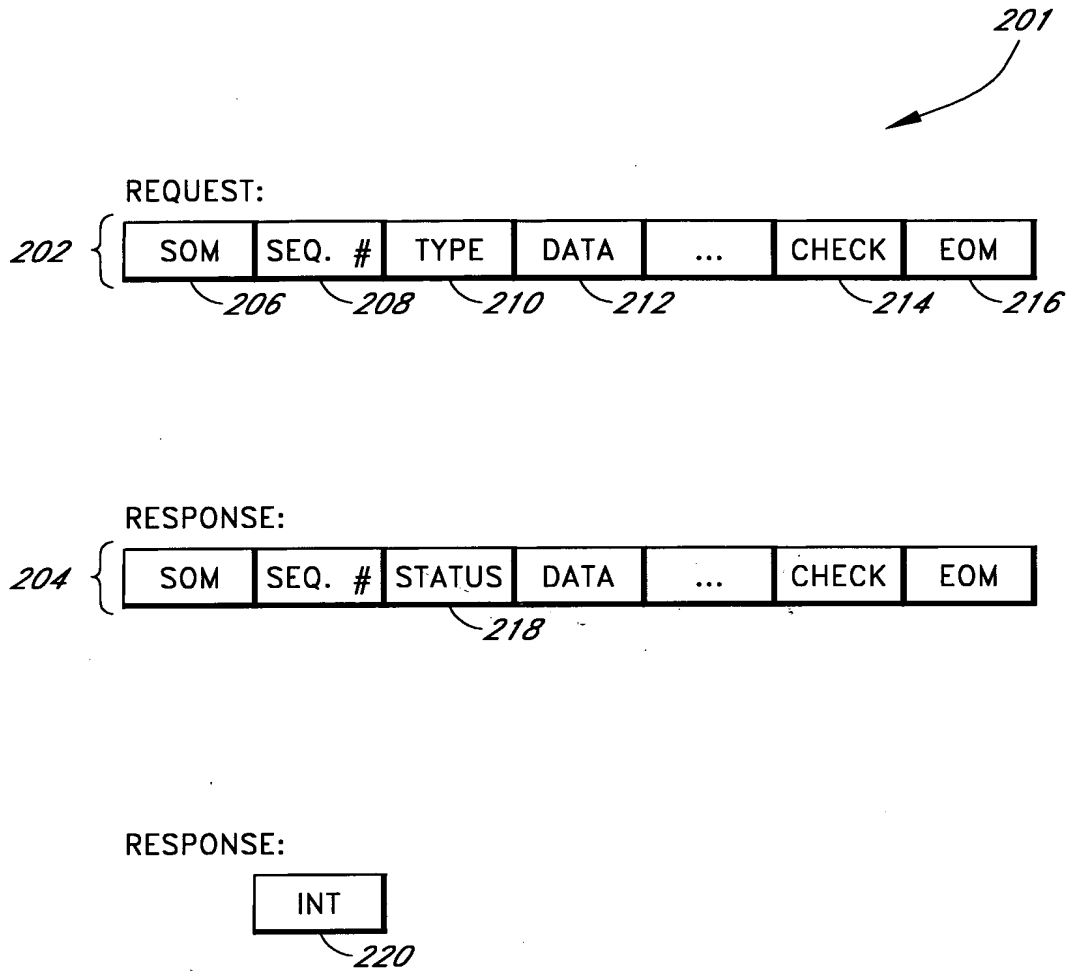 201
REQUEST:
202 SOM SEQ. # TYPE DATA ... CHECK EOM
206 208 210 212 214 216
RESPONSE:
204 SOM SEQ. # STATUS DATA ... CHECK EOM
218
RESPONSE:
INT
220